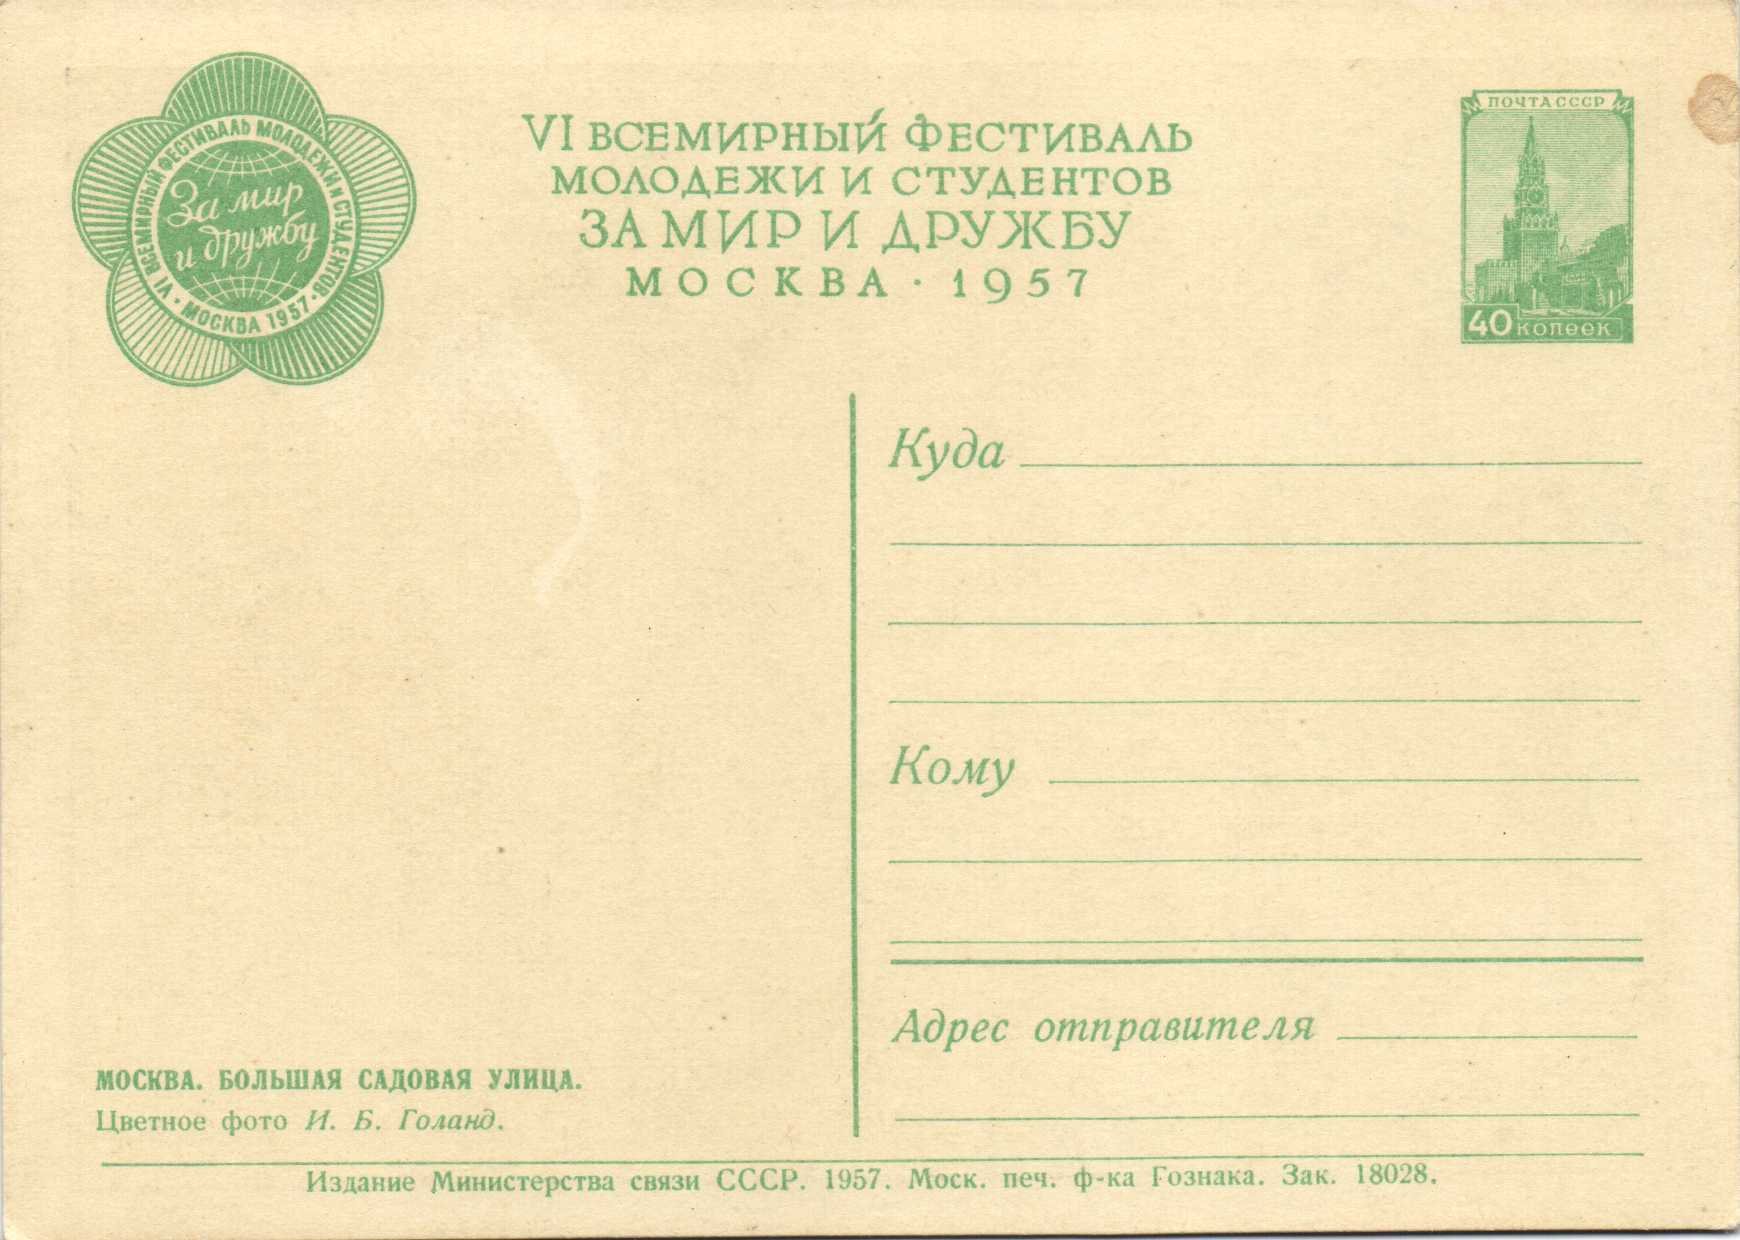 VI ВСЕМИРНЫЙ ФЕСТИВАЛЬ МОЛОДЕЖИ И СТУДЕНТОВ
За мир
и дружбу
· МОСКВА 1957 ·
VI ВСЕМИРНЫЙ ФЕСТИВАЛЬ
МОЛОДЕЖИ И СТУДЕНТОВ
ЗА МИР И ДРУЖБУ
МОСКВА · 1957
ПОЧТА СССР
40 КОПЕЕК
Куда
Кому
Адрес отправителя
МОСКВА. БОЛЬШАЯ САДОВАЯ УЛИЦА.
Цветное фото И. Б. Голанд.
Издание Министерства связи СССР. 1957. Моск. печ. ф-ка Гознака. Зак. 18028.